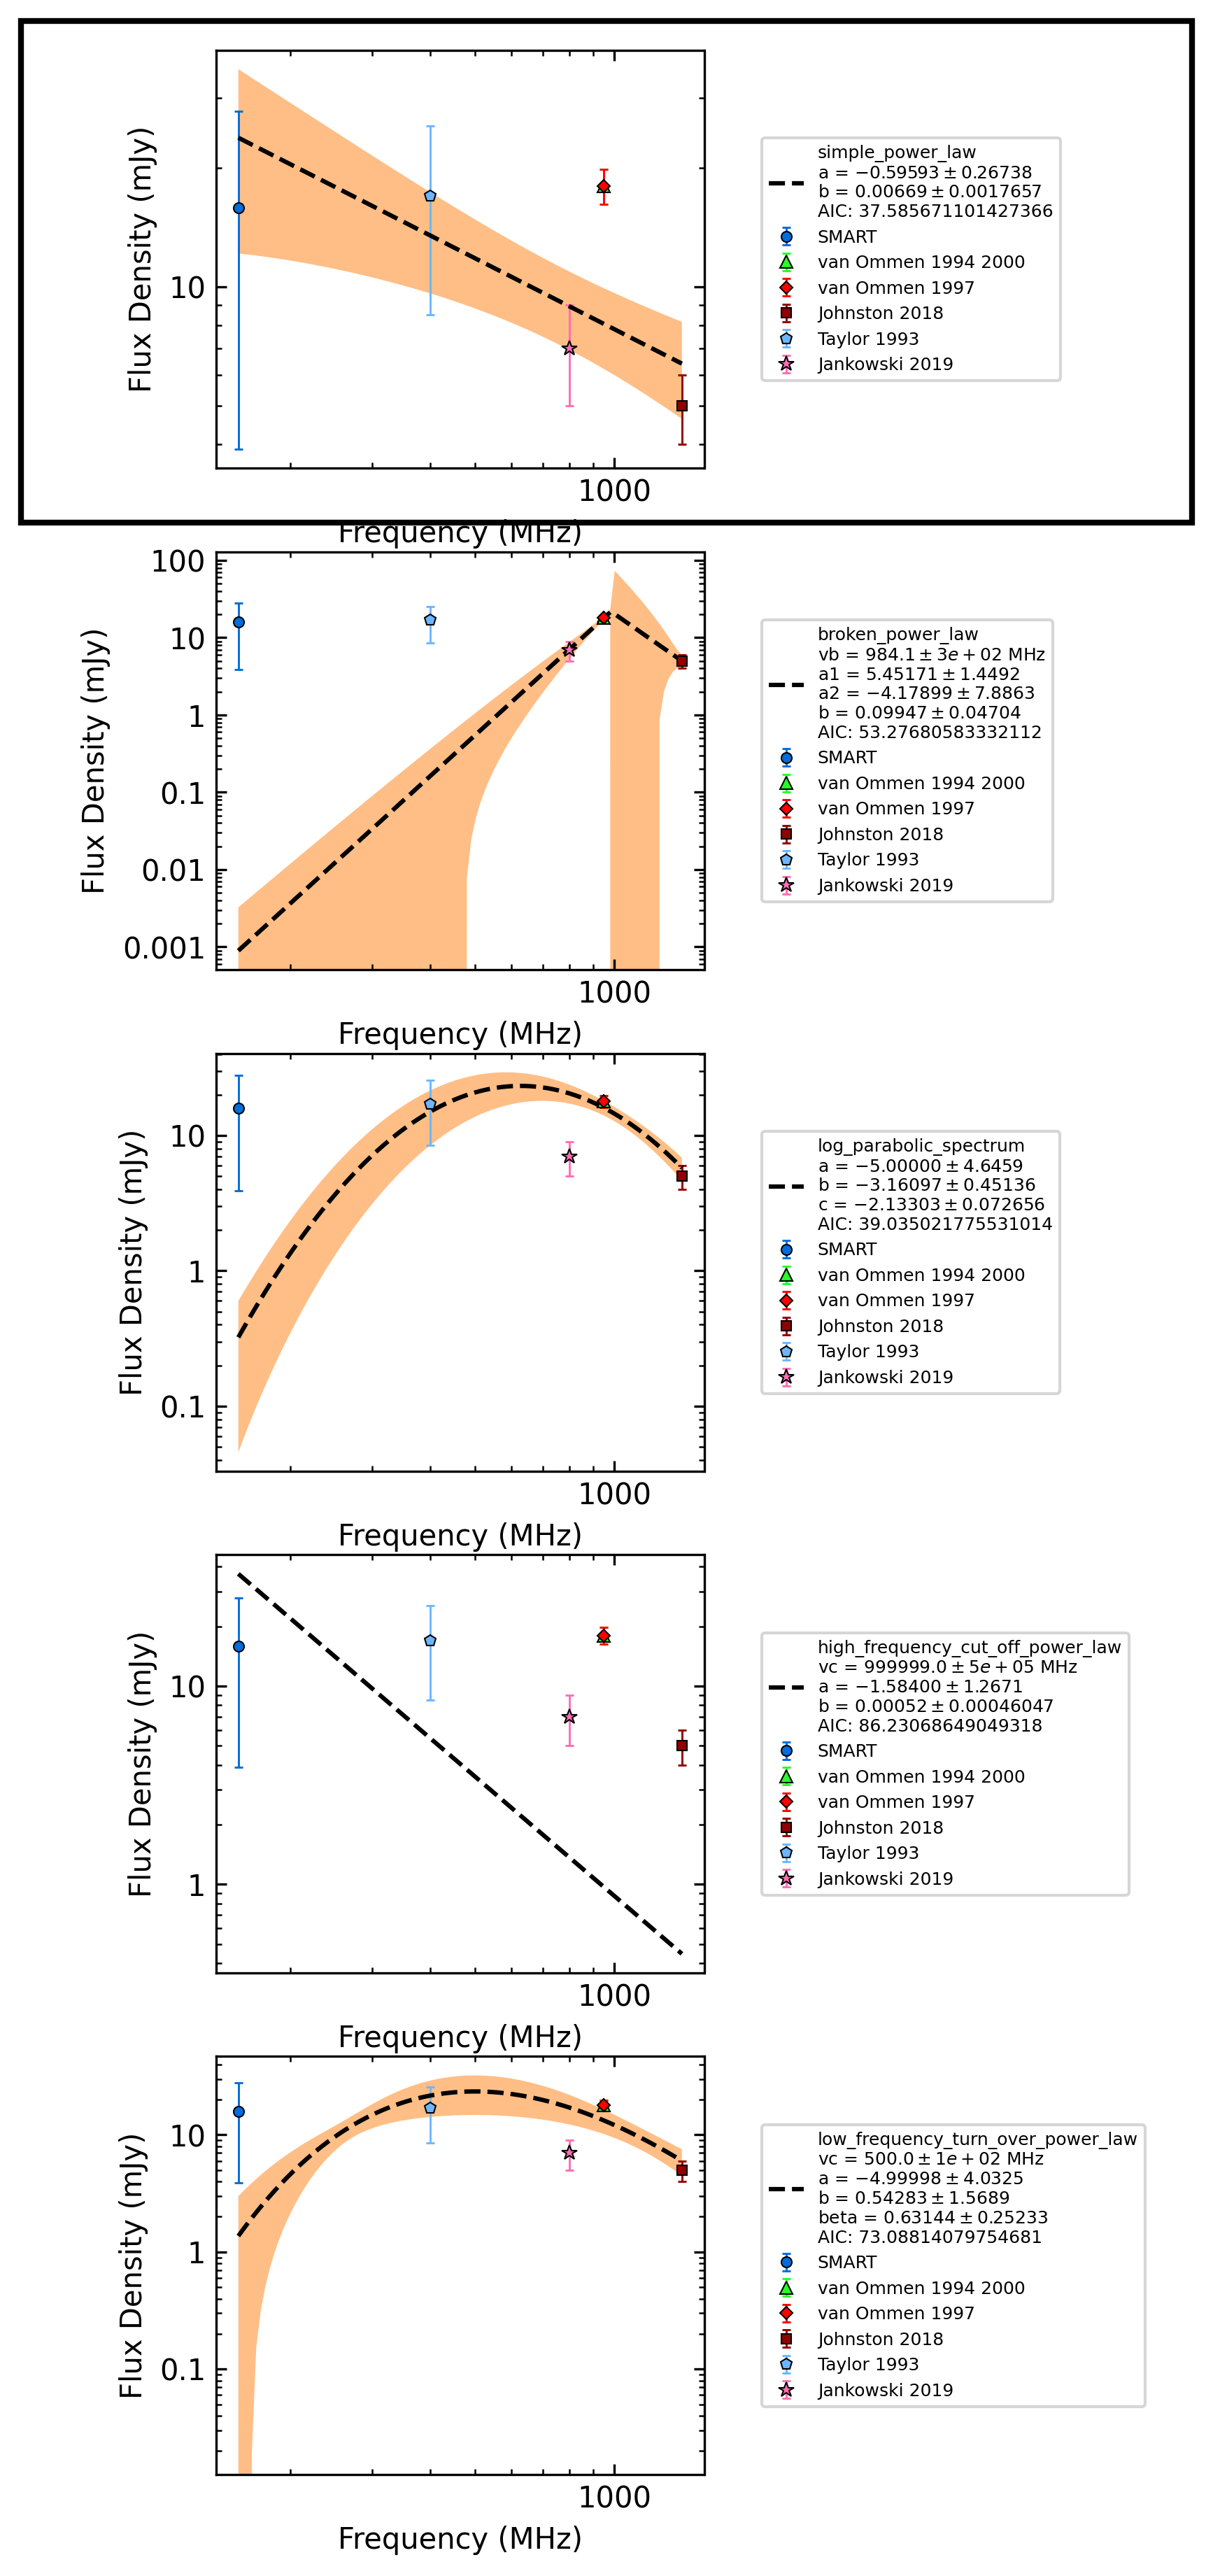 Flux Density (mJy)
10
1000
Frequency (MHz)
simple_power_law
a = −0.59593 ± 0.26738
b = 0.00669 ± 0.0017657
AIC: 37.585671101427366
SMART
van Ommen 1994 2000
van Ommen 1997
Johnston 2018
Taylor 1993
Jankowski 2019
Flux Density (mJy)
100
10
1
0.1
0.01
0.001
1000
Frequency (MHz)
broken_power_law
vb = 984.1 ± 3e + 02 MHz
a1 = 5.45171 ± 1.4492
a2 = −4.17899 ± 7.8863
b = 0.09947 ± 0.04704
AIC: 53.27680583332112
SMART
van Ommen 1994 2000
van Ommen 1997
Johnston 2018
Taylor 1993
Jankowski 2019
Flux Density (mJy)
10
1
0.1
1000
Frequency (MHz)
log_parabolic_spectrum
a = −5.00000 ± 4.6459
b = −3.16097 ± 0.45136
c = −2.13303 ± 0.072656
AIC: 39.035021775531014
SMART
van Ommen 1994 2000
van Ommen 1997
Johnston 2018
Taylor 1993
Jankowski 2019
Flux Density (mJy)
10
1
1000
Frequency (MHz)
high_frequency_cut_off_power_law
vc = 999999.0 ± 5e + 05 MHz
a = −1.58400 ± 1.2671
b = 0.00052 ± 0.00046047
AIC: 86.23068649049318
SMART
van Ommen 1994 2000
van Ommen 1997
Johnston 2018
Taylor 1993
Jankowski 2019
Flux Density (mJy)
10
1
0.1
1000
Frequency (MHz)
low_frequency_turn_over_power_law
vc = 500.0 ± 1e + 02 MHz
a = −4.99998 ± 4.0325
b = 0.54283 ± 1.5689
beta = 0.63144 ± 0.25233
AIC: 73.08814079754681
SMART
van Ommen 1994 2000
van Ommen 1997
Johnston 2018
Taylor 1993
Jankowski 2019